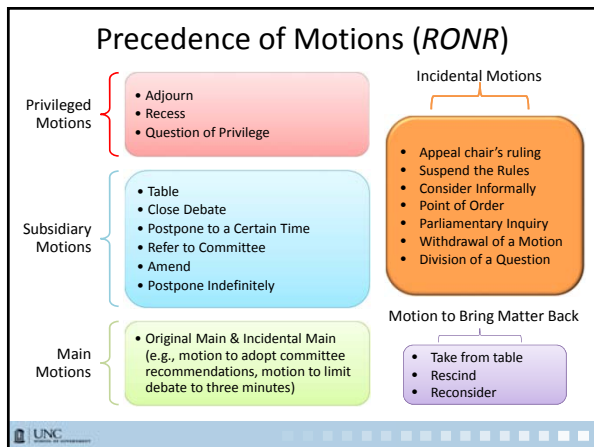 Precedence of Motions (RONR)
Privileged
Motions
• Adjourn
• Recess
• Question of Privilege
Subsidiary
Motions
• Table
• Close Debate
• Postpone to a Certain Time
• Refer to Committee
• Amend
• Postpone Indefinitely
Main
Motions
• Original Main & Incidental Main
(e.g., motion to adopt committee
recommendations, motion to limit
debate to three minutes)
Incidental Motions
• Appeal chair's ruling
• Suspend the Rules
• Consider Informally
• Point of Order
• Parliamentary Inquiry
• Withdrawal of a Motion
• Division of a Question
Motion to Bring Matter Back
• Take from table
• Rescind
• Reconsider
UNC
SCHOOL OF GOVERNMENT